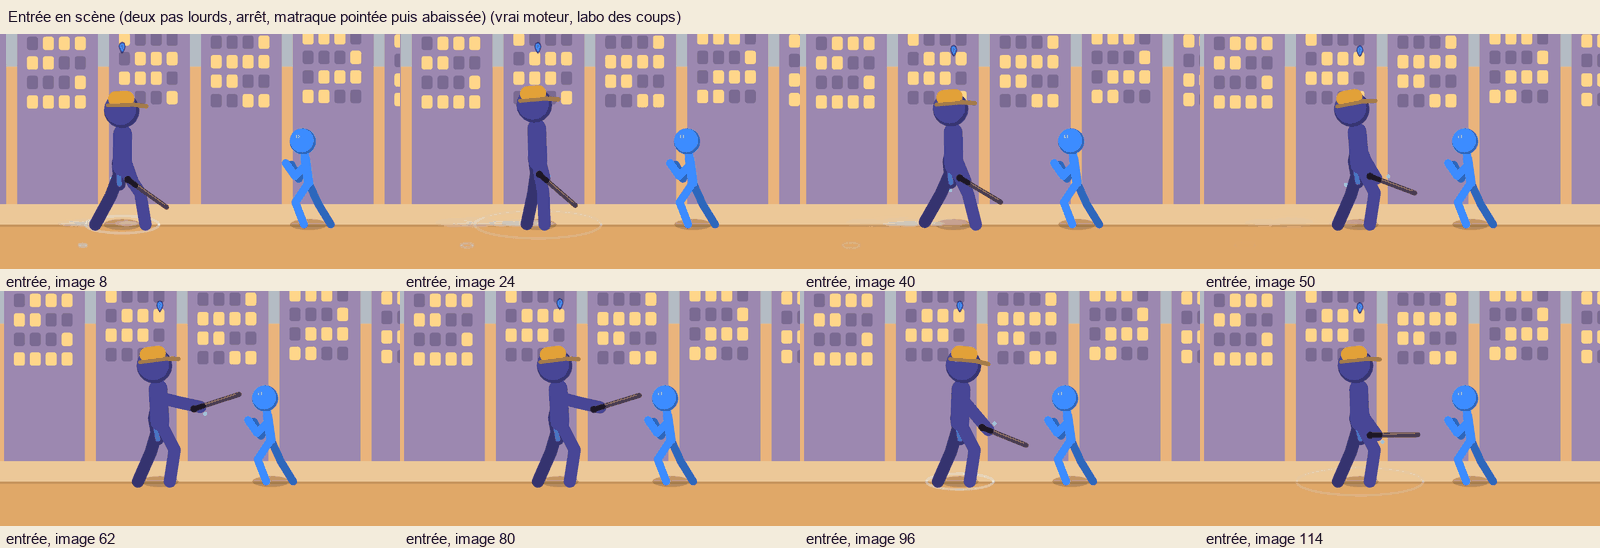 Entrée en scène (deux pas lourds, arrêt, matraque pointée puis abaissée) (vrai moteur, labo des coups)
entrée, image 8
entrée, image 24
entrée, image 40
entrée, image 50
entrée, image 62
entrée, image 80
entrée, image 96
entrée, image 114